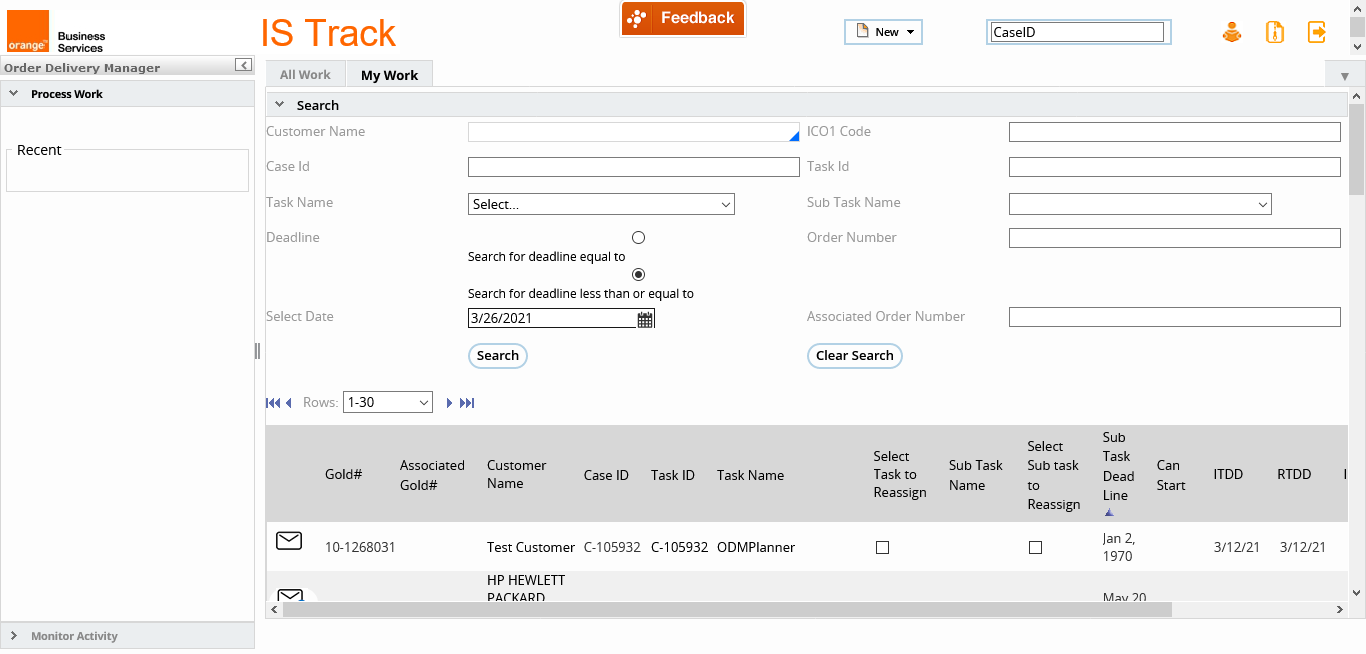 orange™
Business
Services
IS Track
Feedback
New
CaseID
Order Delivery Manager
All Work
My Work
Process Work
Search
Recent
Customer Name
ICO1 Code
Case Id
Task Id
Task Name
Select...
Sub Task Name
Deadline
Order Number
Search for deadline equal to
Search for deadline less than or equal to
Select Date
3/26/2021
Associated Order Number
Search
Clear Search
Rows:
1-30
Gold#
Associated
Gold#
Customer
Name
Case ID
Task ID
Task Name
Select
Task to
Reassign
Sub Task
Name
Select
Sub task
to
Reassign
Sub
Task
Dead
Line
Can
Start
ITDD
RTDD
10-1268031
Test Customer
C-105932
C-105932
ODMPlanner
Jan 2,
1970
3/12/21
3/12/21
HP HEWLETT
PACKARD
May 20
Monitor Activity